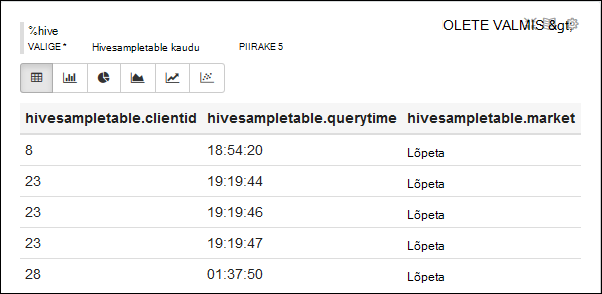 %hive
OLETE VALMIS &gt;
VALIGE * Hivesampletable kaudu PIIRAKE 5
hivesampletable.clientid hivesampletable.querytime hivesampletable.market
8 18:54:20 Lõpeta
23 19:19:44 Lõpeta
23 19:19:46 Lõpeta
23 19:19:47 Lõpeta
28 01:37:50 Lõpeta